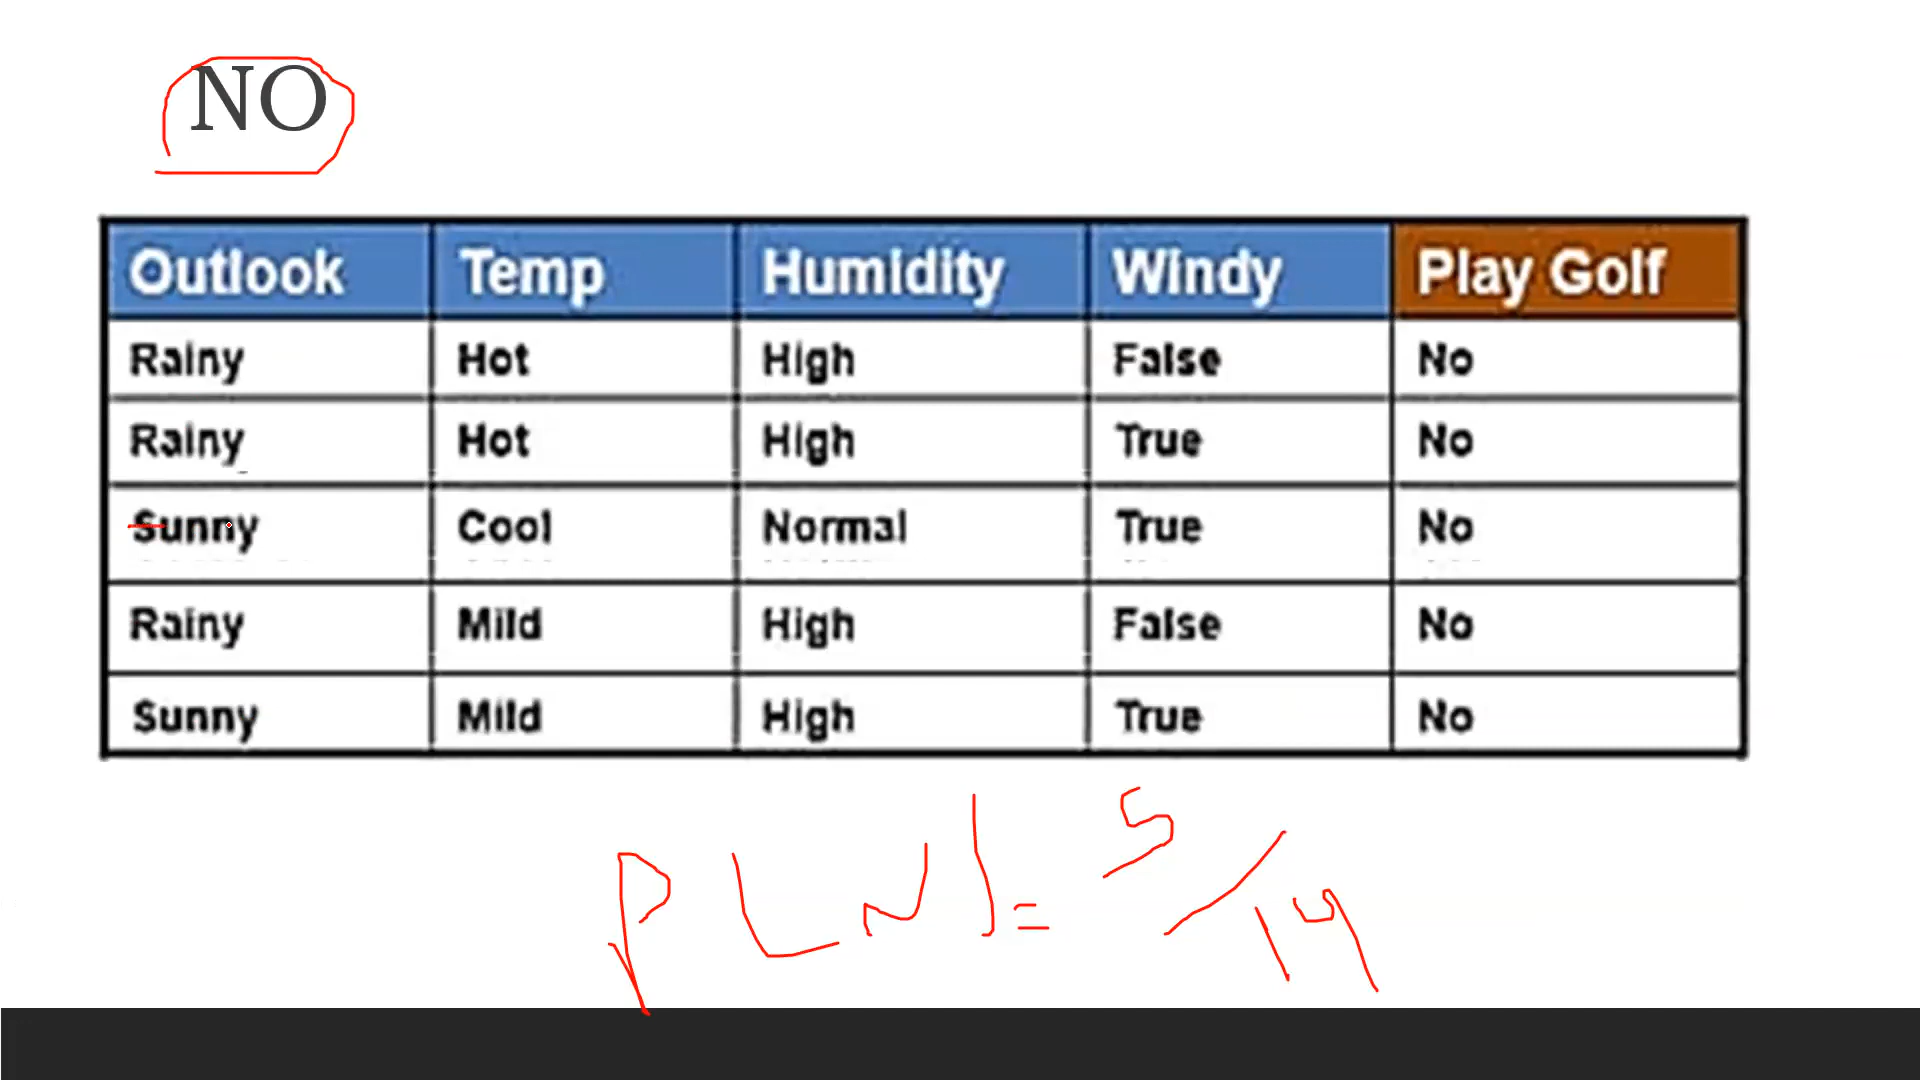 NO
Outlook Temp Humidity Windy Play Golf
Rainy Hot High False No
Rainy Hot High True No
Sunny Cool Normal True No
Rainy Mild High False No
Sunny Mild High True No
P(N)= 5/14